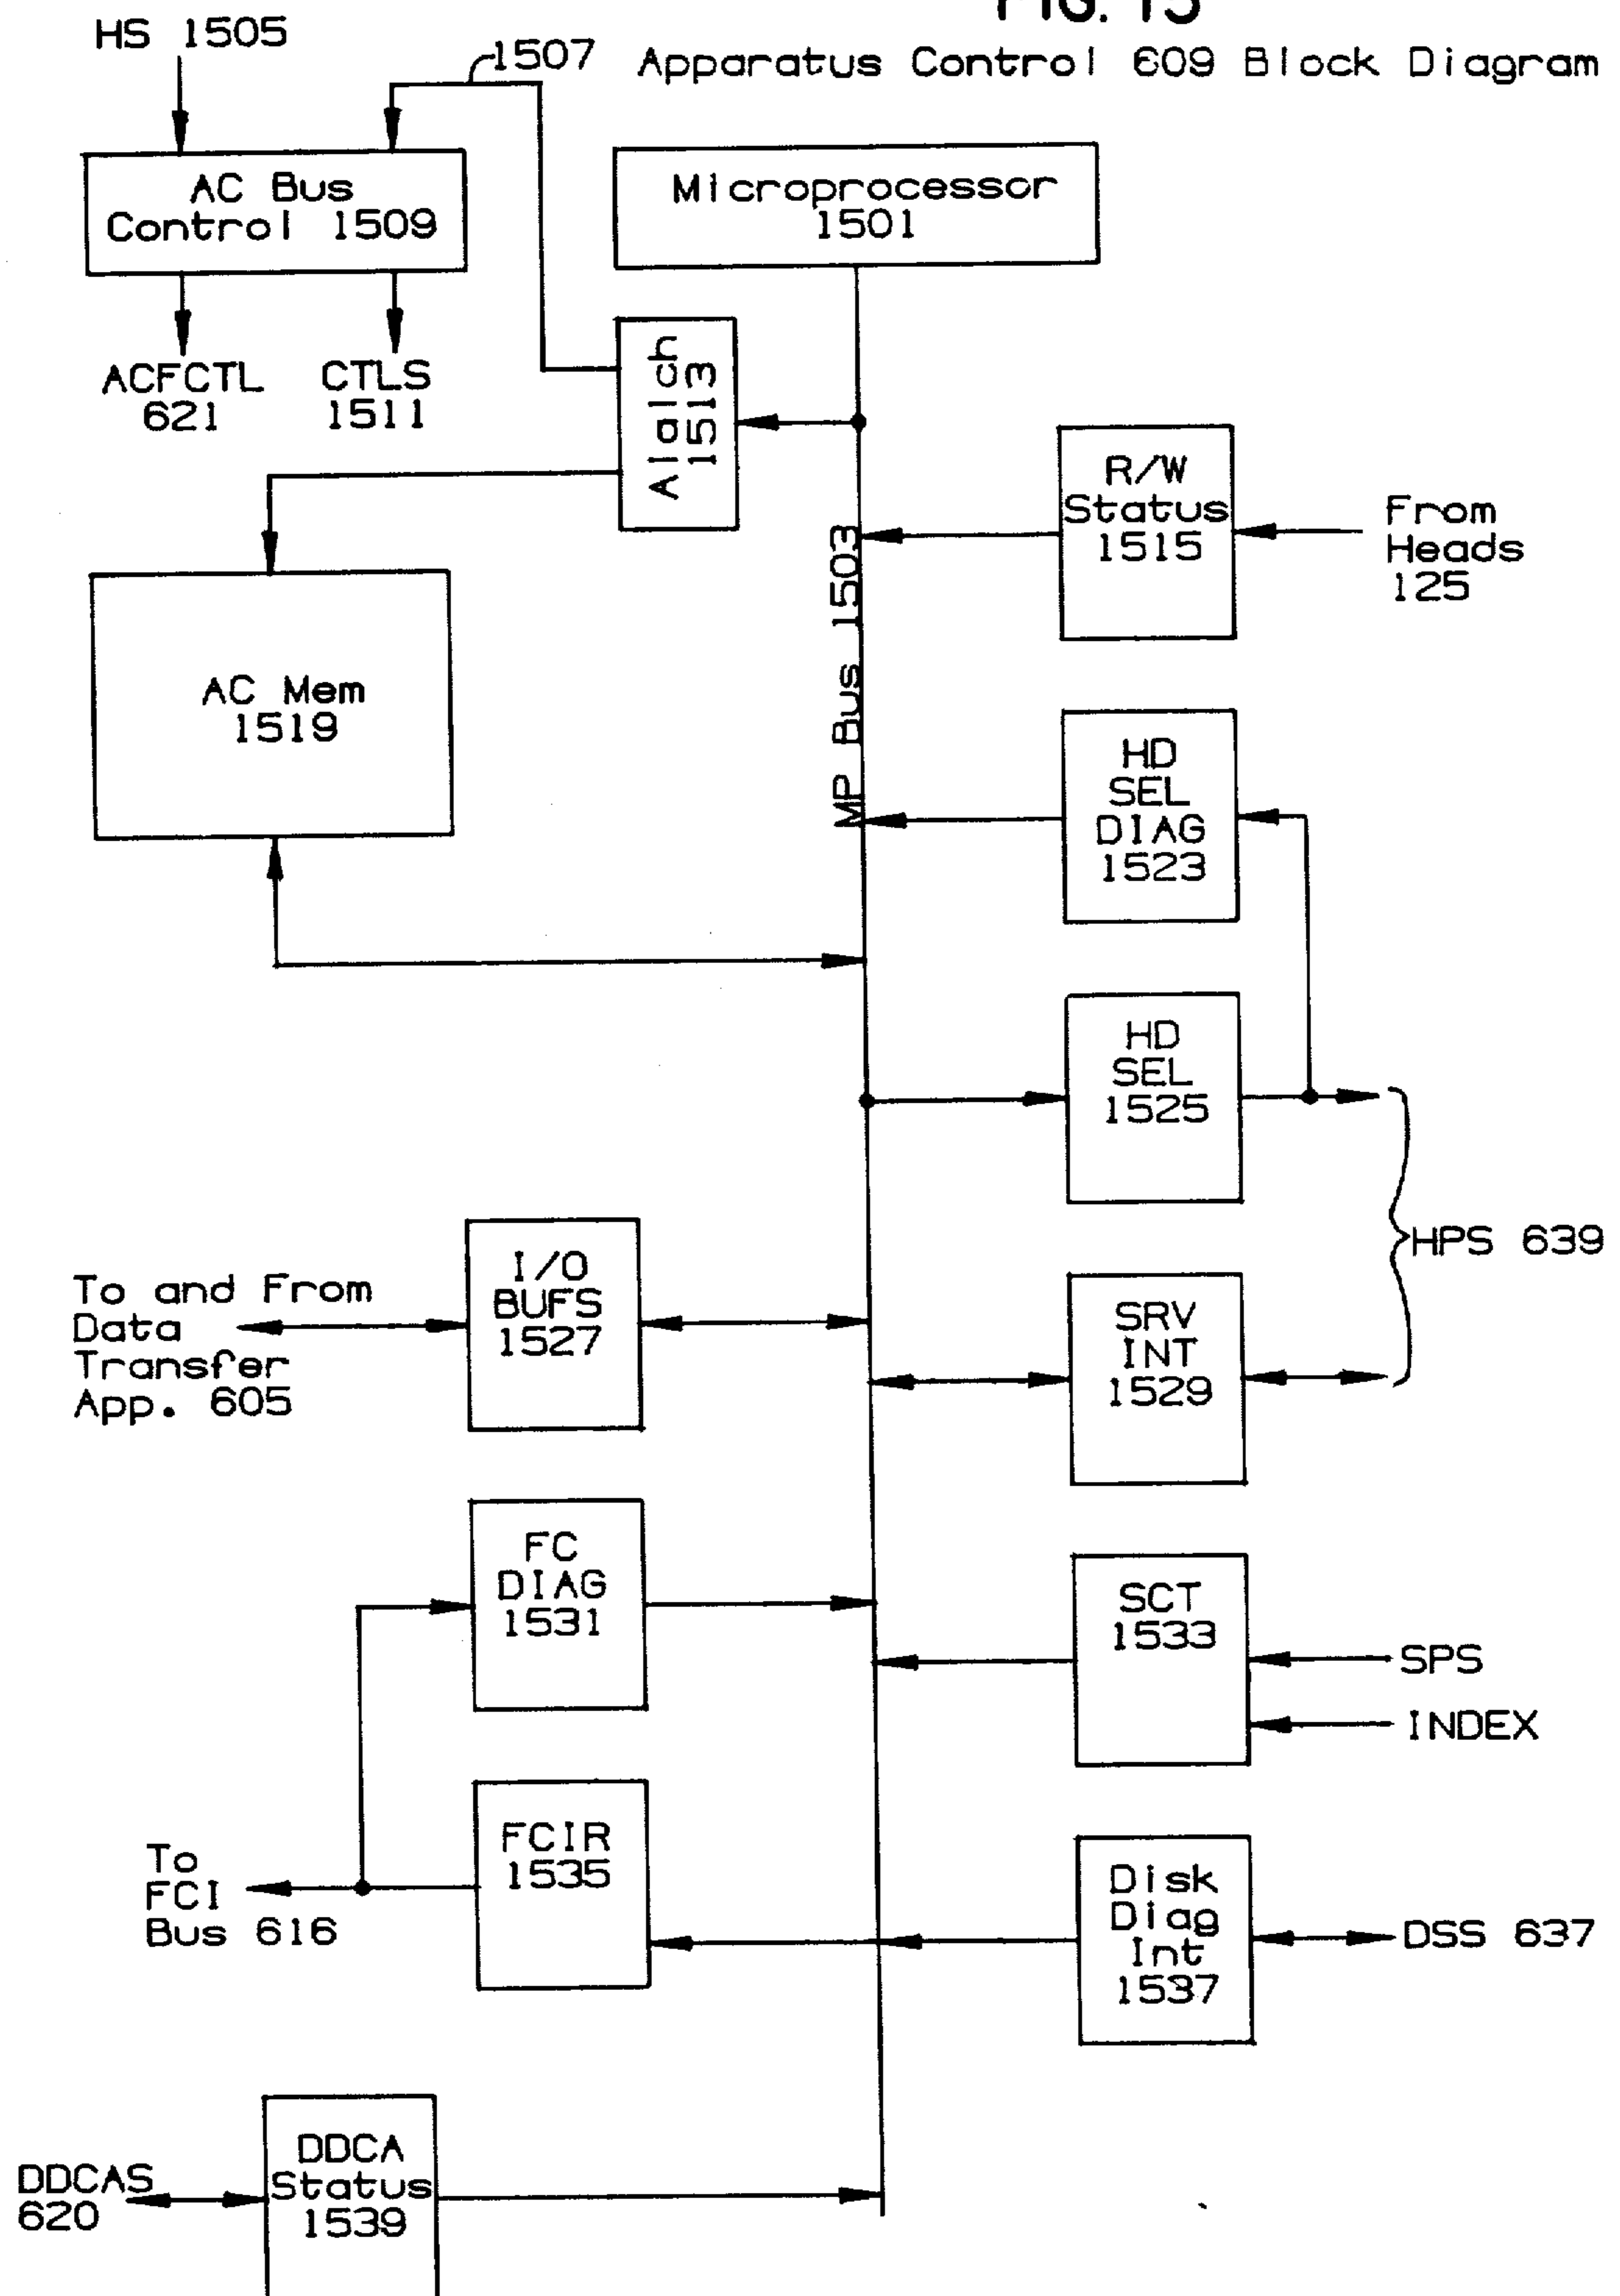 FIG. 15
Apparatus Control 609 Block Diagram
HS 1505
1507
AC Bus
Control 1509
Microprocessor
1501
ACFCTL
621
CTLS
1511
Alalch
1513
MP Bus 1503
R/W
Status
1515
From
Heads
125
AC Mem
1519
HD
SEL
DIAG
1523
HD
SEL
1525
HPS 639
I/O
BUFS
1527
To and From
Data
Transfer
App. 605
SRV
INT
1529
FC
DIAG
1531
SCT
1533
SPS
INDEX
FCIR
1535
To
FCI
Bus 616
Disk
Diag
Int
1537
DSS 637
DDCAS
620
DDCA
Status
1539